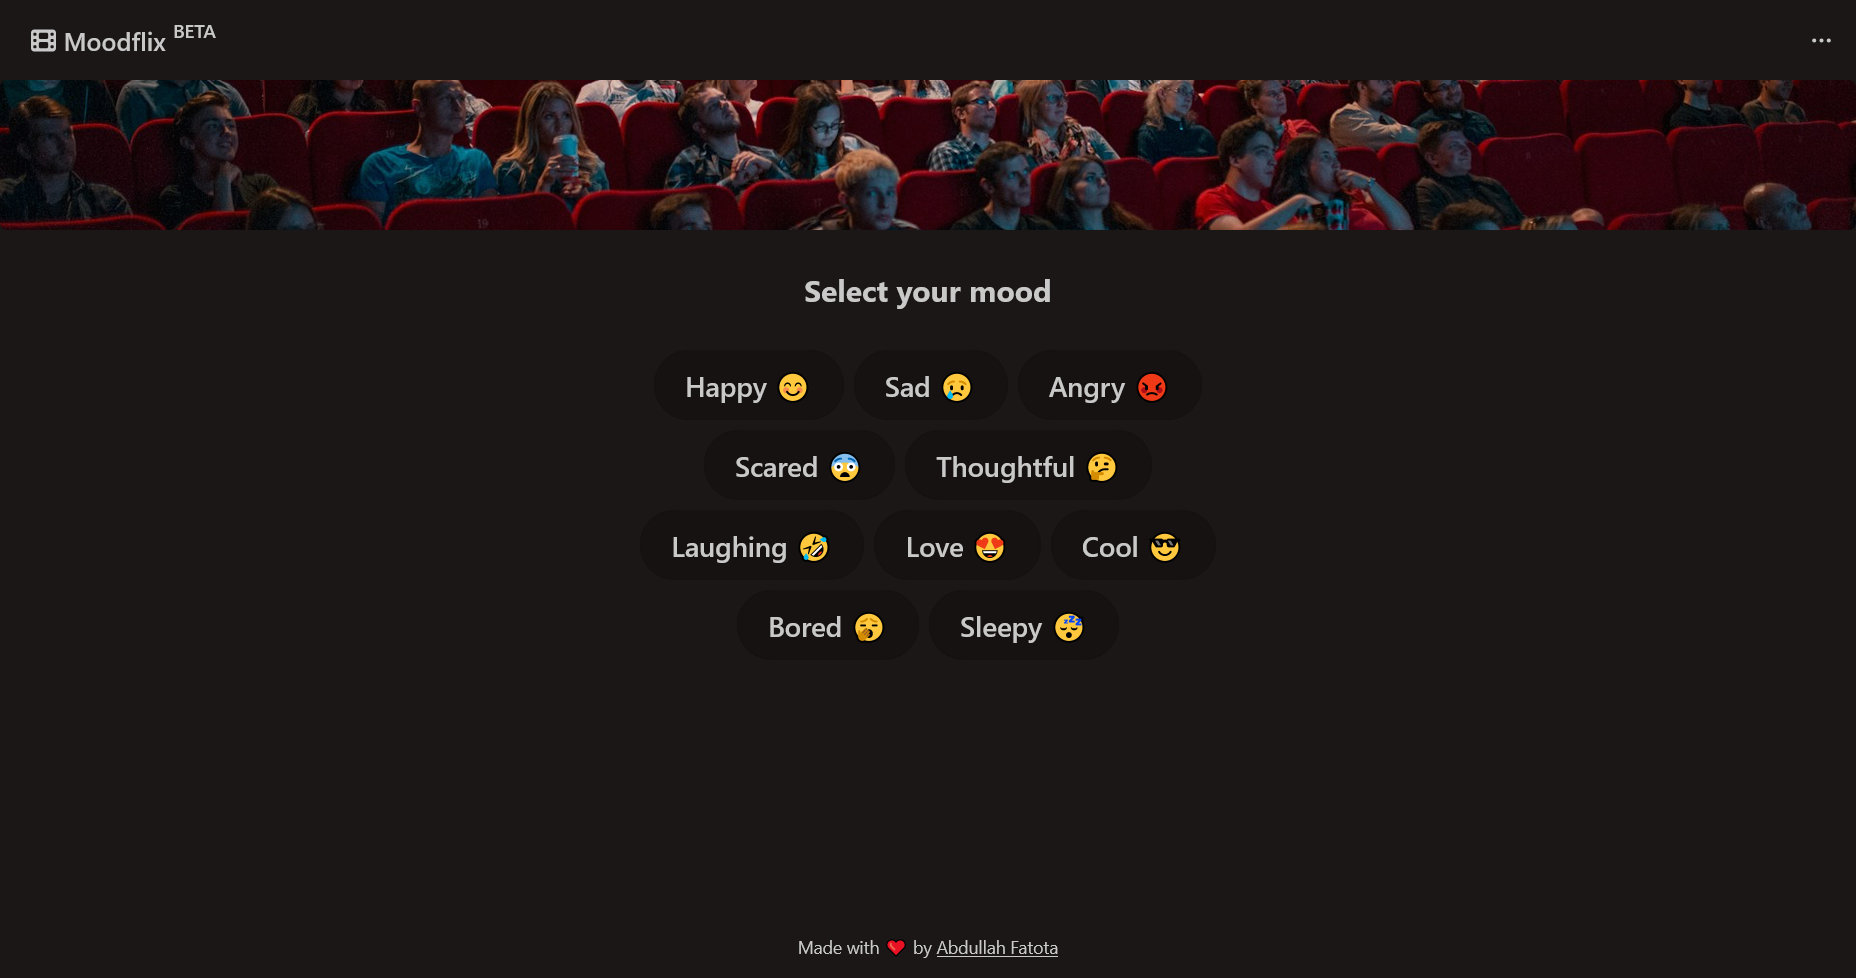 Moodflix BETA
Select your mood
Happy 😊 Sad 😢 Angry 😡
Scared 😨 Thoughtful 🤔
Laughing 🤣 Love 😍 Cool 😎
Bored 🥱 Sleepy 😴
Made with ❤️ by Abdullah Fatota